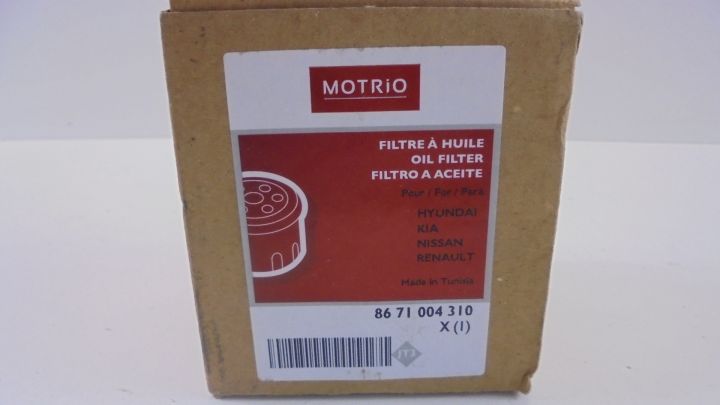 MOTRiO
FILTRE À HUILE
OIL FILTER
FILTRO A ACEITE
Pour / For / Para
HYUNDAI
KIA
NISSAN
RENAULT
Made in Tunisia
86 71 004 310
X (1)